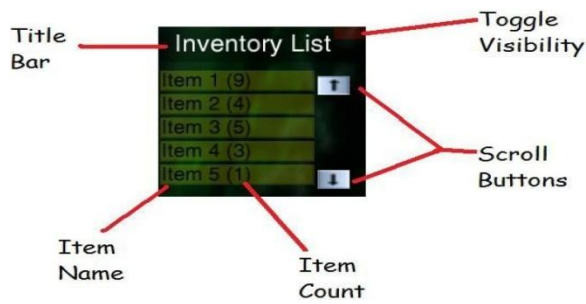 Title
Bar
Inventory List
Toggle
Visibility
Item 1 (9)
Item 2 (4)
Item 3 (5)
Item 4 (3)
Item 5 (1)
Scroll
Buttons
Item
Name
Item
Count